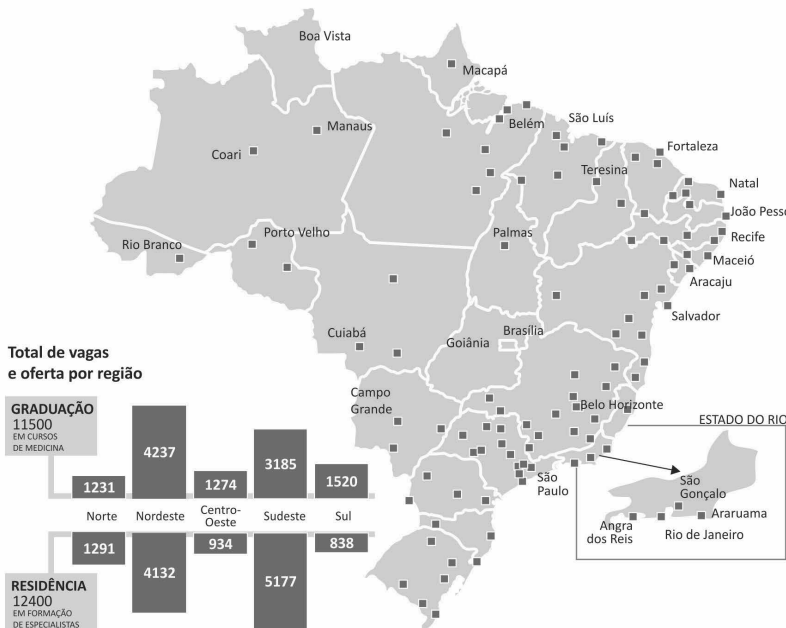 Boa Vista
Macapá
Manaus
Belém
São Luís
Coari
Fortaleza
Teresina
Natal
João Pesso
Porto Velho
Rio Branco
Palmas
Recife
Maceió
Aracaju
Salvador
Cuiabá
Goiânia
Brasília
Campo
Grande
Belo Horizonte
São
Paulo
ESTADO DO RIO
São
Gonçalo
Angra
dos Reis
Araruama
Rio de Janeiro
Total de vagas
e oferta por região
GRADUAÇÃO
11500
EM CURSOS
DE MEDICINA
1231
4237
1274
3185
1520
Norte
Nordeste
Centro-
Oeste
Sudeste
Sul
1291
4132
934
5177
838
RESIDÊNCIA
12400
EM FORMAÇÃO
DE ESPECIALISTAS